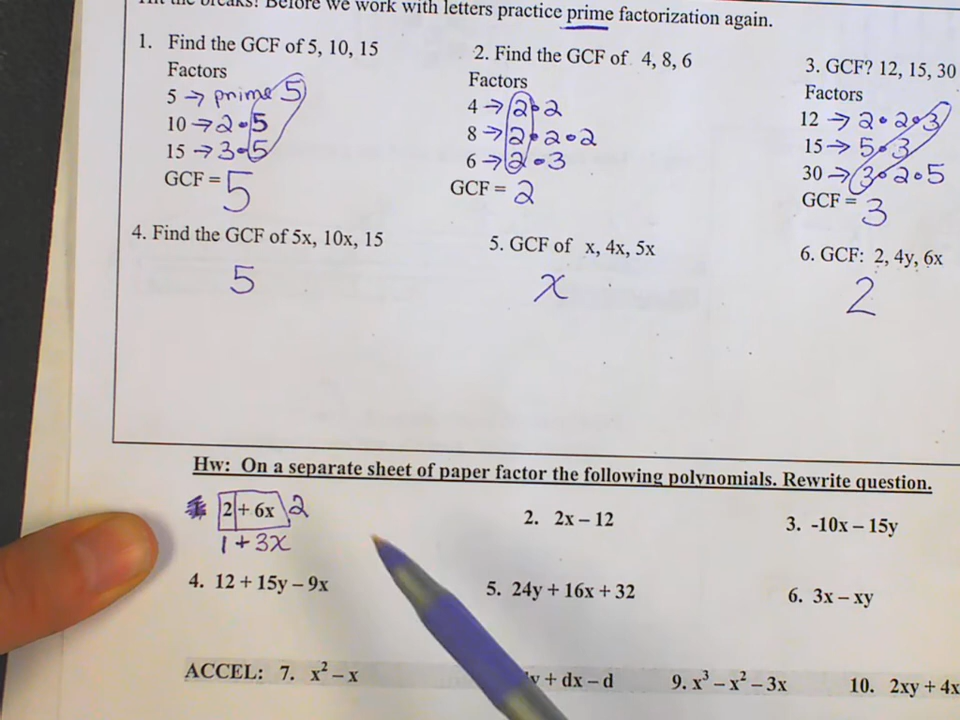 the breaks! Before we work with letters practice prime factorization again.
1. Find the GCF of 5, 10, 15
Factors
5 → prime 5
10 → 2•5
15 → 3•5
GCF = 5
2. Find the GCF of 4, 8, 6
Factors
4 → 2•2
8 → 2•2•2
6 → 2•3
GCF = 2
3. GCF? 12, 15, 30
Factors
12 → 2•2•3
15 → 5•3
30 → 3•2•5
GCF = 3
4. Find the GCF of 5x, 10x, 15
5
5. GCF of x, 4x, 5x
x
6. GCF: 2, 4y, 6x
2
Hw: On a separate sheet of paper factor the following polynomials. Rewrite question.
2 + 6x 2
1 + 3x
2. 2x – 12
3. -10x – 15y
4. 12 + 15y – 9x
5. 24y + 16x + 32
6. 3x – xy
ACCEL: 7. x² – x
y + dx – d
9. x³ – x² – 3x
10. 2xy + 4x